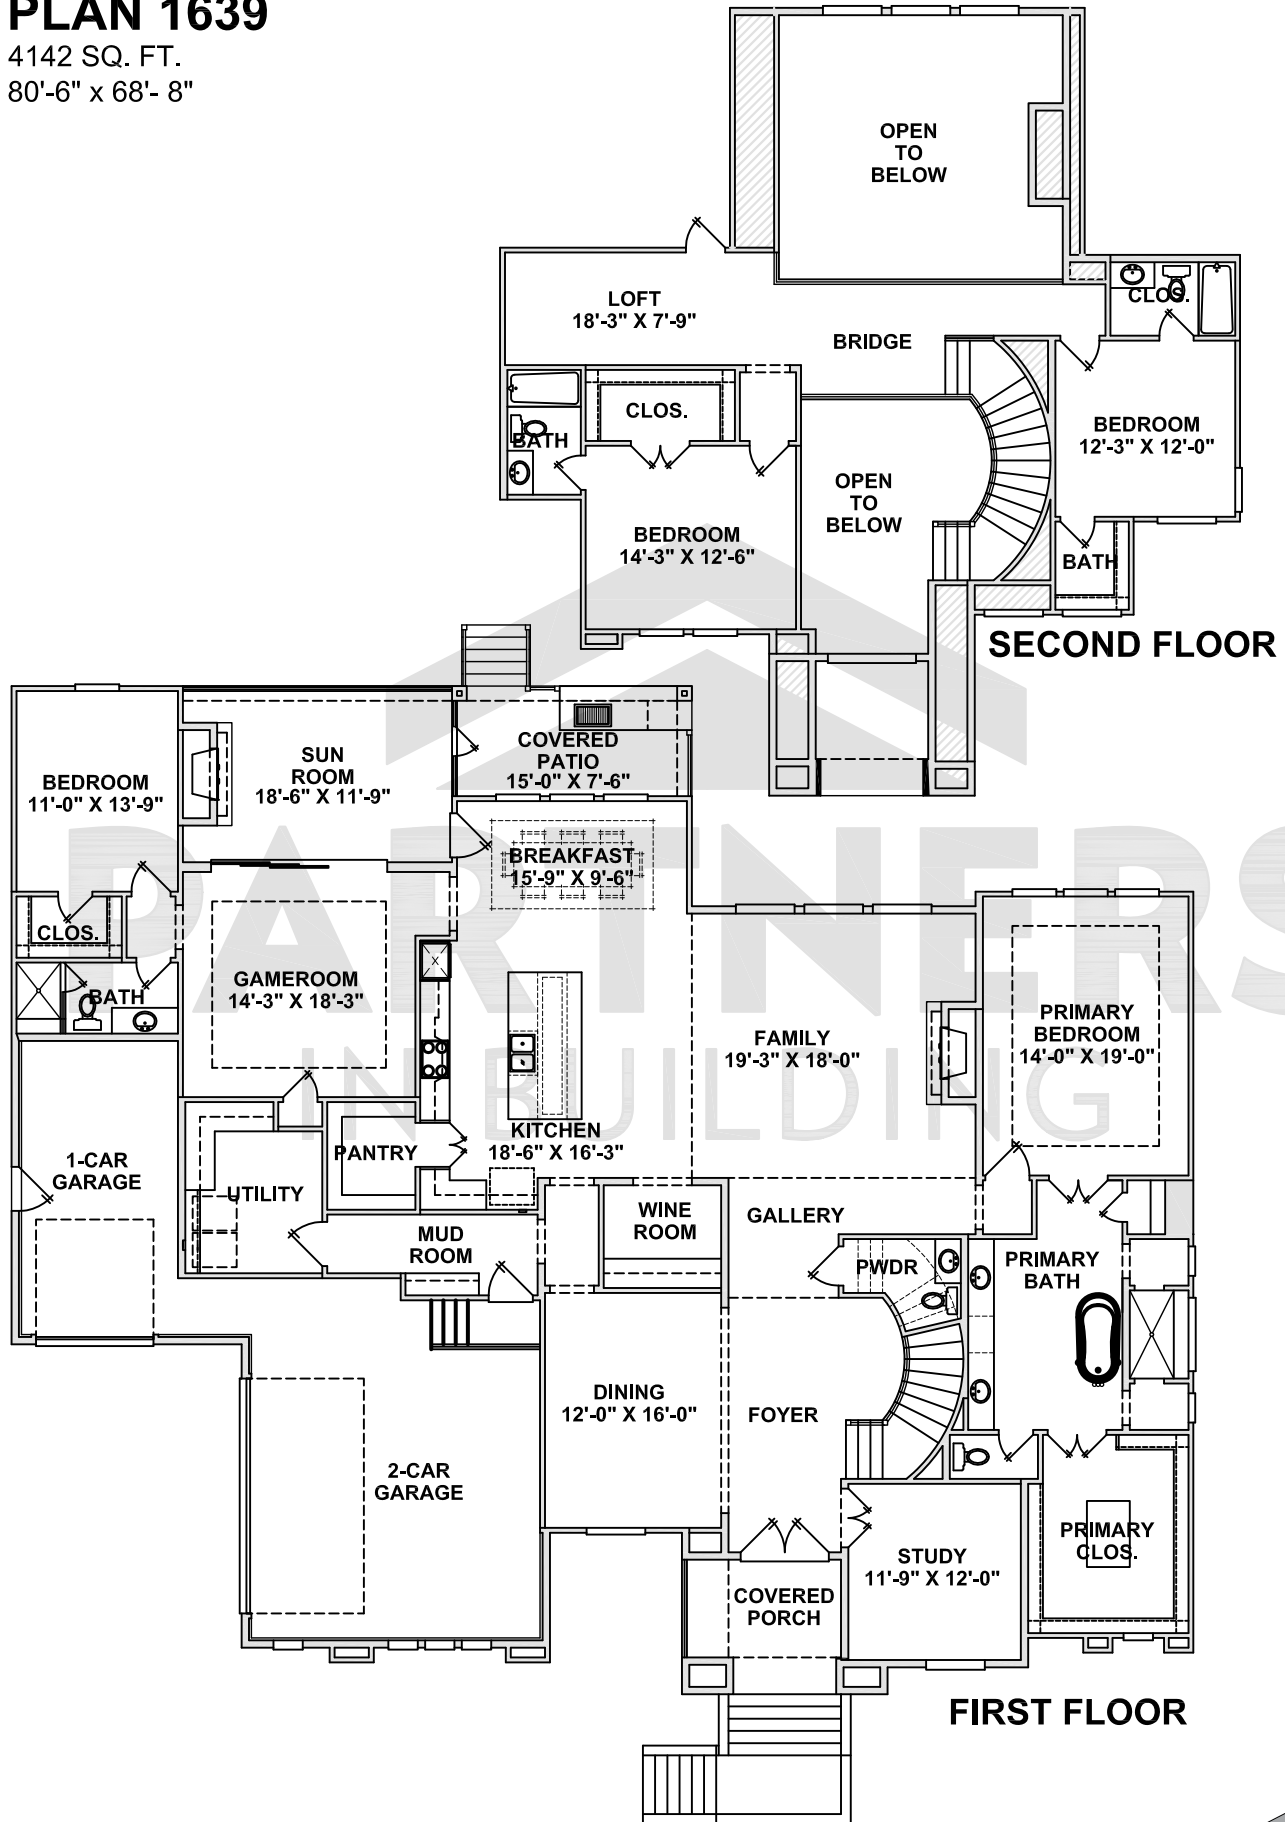 PLAN 1639
4142 SQ. FT.
80'-6" x 68'- 8"
OPEN
TO
BELOW
LOFT
18'-3" X 7'-9"
BRIDGE
CLOS.
CLOS.
BATH
BEDROOM
12'-3" X 12'-0"
OPEN
TO
BELOW
BEDROOM
14'-3" X 12'-6"
BATH
SECOND FLOOR
BEDROOM
11'-0" X 13'-9"
SUN
ROOM
18'-6" X 11'-9"
COVERED
PATIO
15'-0" X 7'-6"
BREAKFAST
15'-9" X 9'-6"
PARTNERS
IN BUILDING
CLOS.
BATH
GAMEROOM
14'-3" X 18'-3"
FAMILY
19'-3" X 18'-0"
PRIMARY
BEDROOM
14'-0" X 19'-0"
KITCHEN
18'-6" X 16'-3"
PANTRY
1-CAR
GARAGE
UTILITY
MUD
ROOM
WINE
ROOM
GALLERY
PWDR
PRIMARY
BATH
DINING
12'-0" X 16'-0"
FOYER
2-CAR
GARAGE
PRIMARY
CLOS.
STUDY
11'-9" X 12'-0"
COVERED
PORCH
FIRST FLOOR